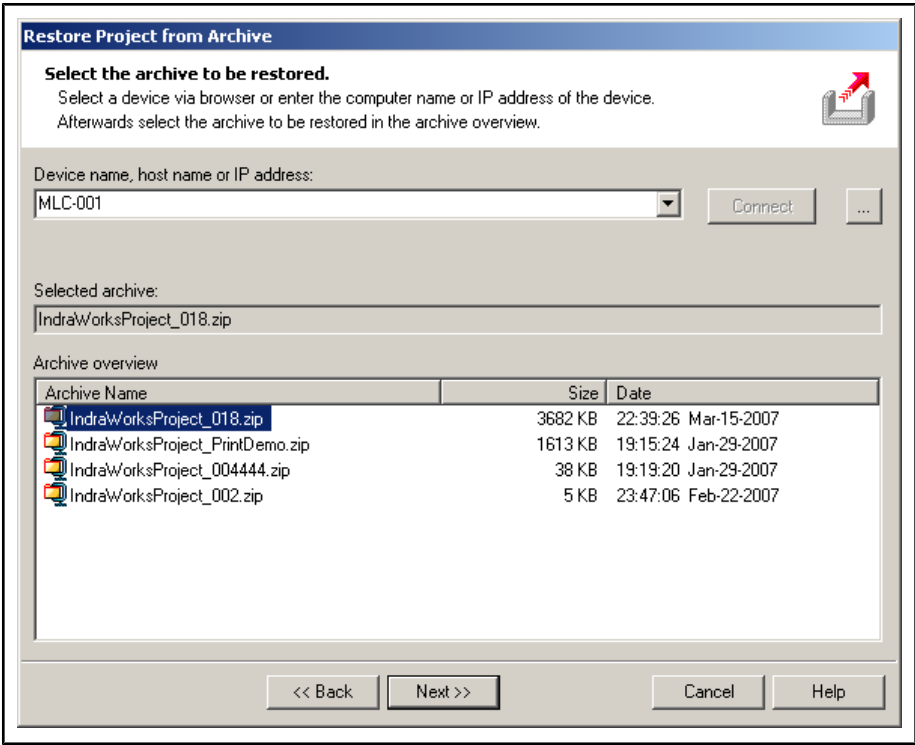 Restore Project from Archive
Select the archive to be restored.
Select a device via browser or enter the computer name or IP address of the device.
Afterwards select the archive to be restored in the archive overview.
Device name, host name or IP address:
MLC-001
Connect
...
Selected archive:
IndraWorksProject_018.zip
Archive overview
Archive Name Size Date
IndraWorksProject_018.zip 3682 KB 22:39:26 Mar-15-2007
IndraWorksProject_PrintDemo.zip 1613 KB 19:15:24 Jan-29-2007
IndraWorksProject_004444.zip 38 KB 19:19:20 Jan-29-2007
IndraWorksProject_002.zip 5 KB 23:47:06 Feb-22-2007
<< Back Next >> Cancel Help